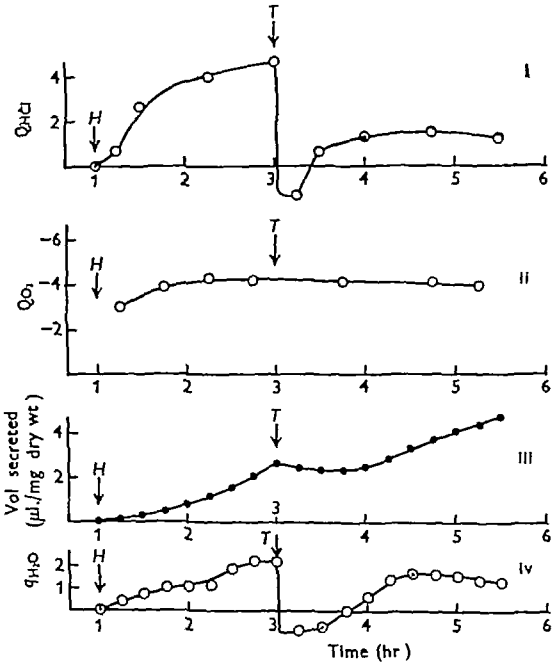 T
I
4
QHCl
H
2
1 2 3 4 5 6
T
-6
H
-4
QO2
ii
-2
1 2 3 4 5 6
T
4
Vol secreted
(μl./mg dry wt)
H
2
iii
3
1 2 4 5 6
T
H
iv
2
qH2O
1
1 2 3 4 5 6
Time (hr)